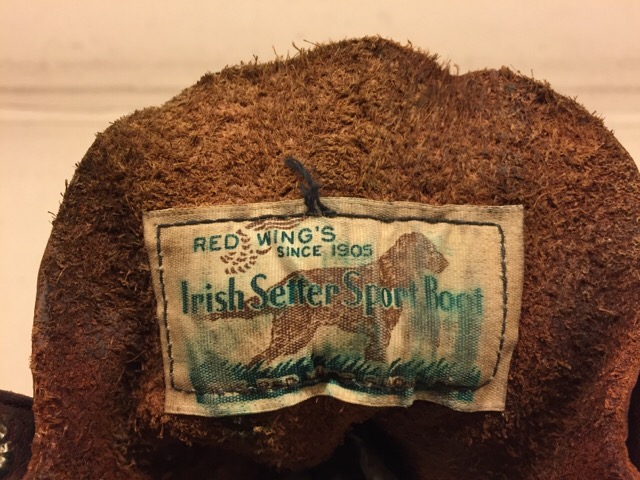 RED WING'S
SINCE 1905
Irish Setter Sport Boot